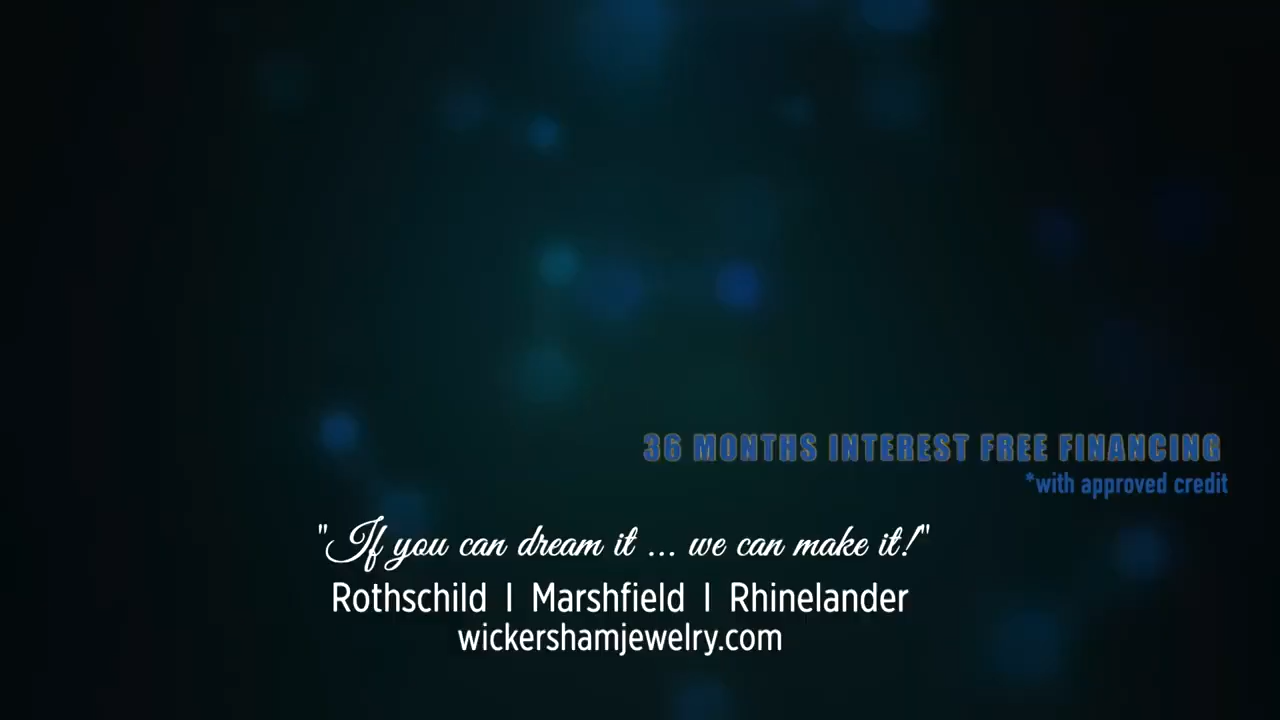 36 MONTHS INTEREST FREE FINANCING
*with approved credit
"If you can dream it ... we can make it!"
Rothschild | Marshfield | Rhinelander
wickershamjewelry.com